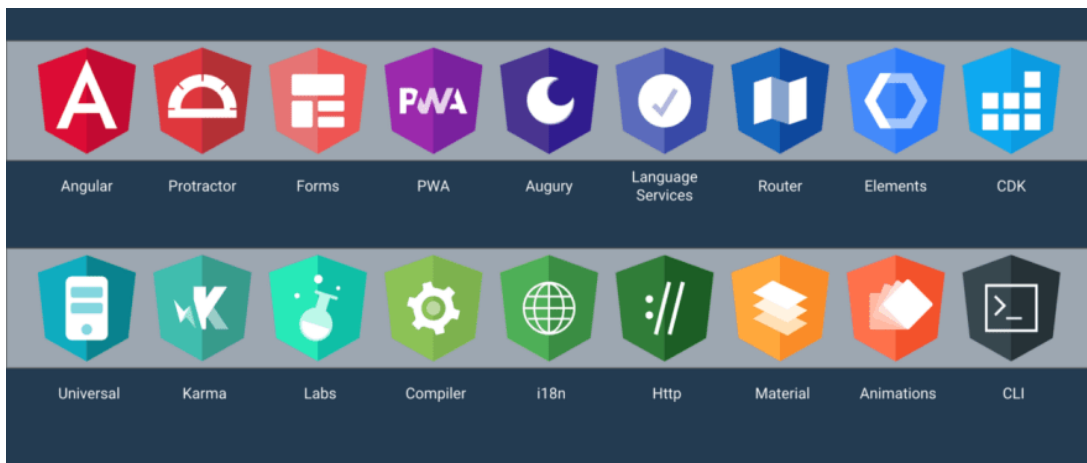 A
PWA
Angular
Protractor
Forms
PWA
Augury
Language
Services
Router
Elements
CDK
K
://
>_
Universal
Karma
Labs
Compiler
i18n
Http
Material
Animations
CLI